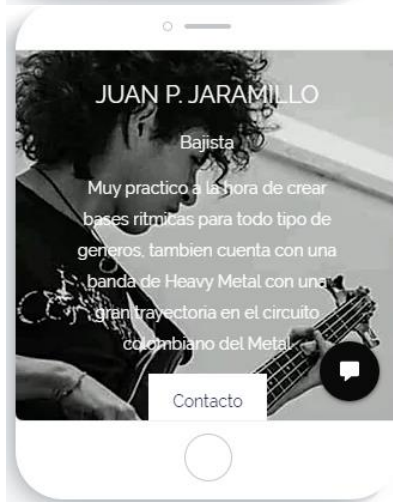 JUAN P. JARAMILLO
Bajista
Muy practico a la hora de crear
bases ritmicas para todo tipo de
generos, tambien cuenta con una
banda de Heavy Metal con una
gran trayectoria en el circuito
colombiano del Metal
Contacto